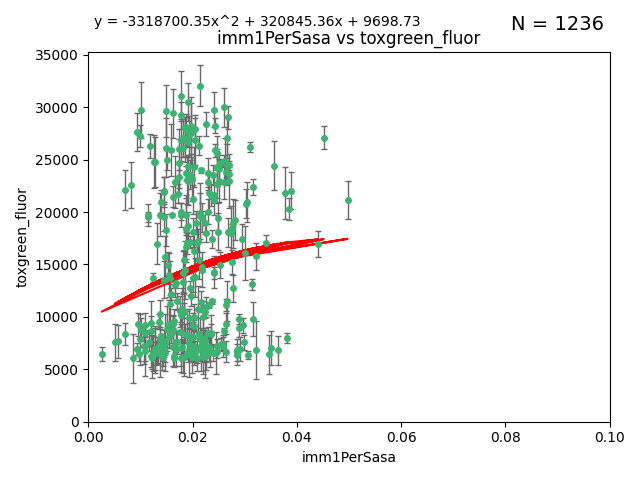 y = -3318700.35x^2 + 320845.36x + 9698.73
N = 1236
imm1PerSasa vs toxgreen_fluor
35000
30000
25000
20000
15000
10000
5000
0
toxgreen_fluor
0.00 0.02 0.04 0.06 0.08 0.10
imm1PerSasa